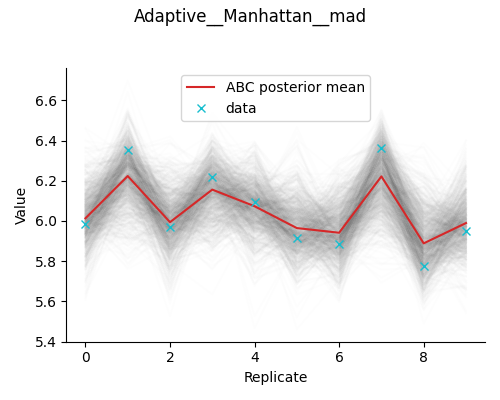 Adaptive__Manhattan__mad
ABC posterior mean
data
Value
6.6
6.4
6.2
6.0
5.8
5.6
5.4
0
2
4
6
8
Replicate